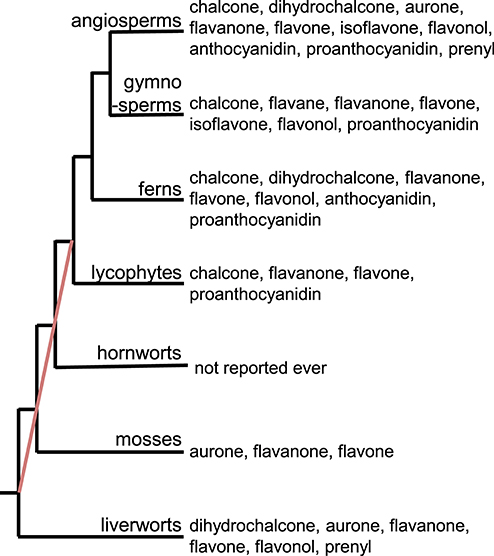 angiosperms
chalcone, dihydrochalcone, aurone,
flavanone, flavone, isoflavone, flavonol,
anthocyanidin, proanthocyanidin, prenyl
gymno
-sperms
chalcone, flavane, flavanone, flavone,
isoflavone, flavonol, proanthocyanidin
ferns
chalcone, dihydrochalcone, flavanone,
flavone, flavonol, anthocyanidin,
proanthocyanidin
lycophytes
chalcone, flavanone, flavone,
proanthocyanidin
hornworts
not reported ever
mosses
aurone, flavanone, flavone
liverworts
dihydrochalcone, aurone, flavanone,
flavone, flavonol, prenyl